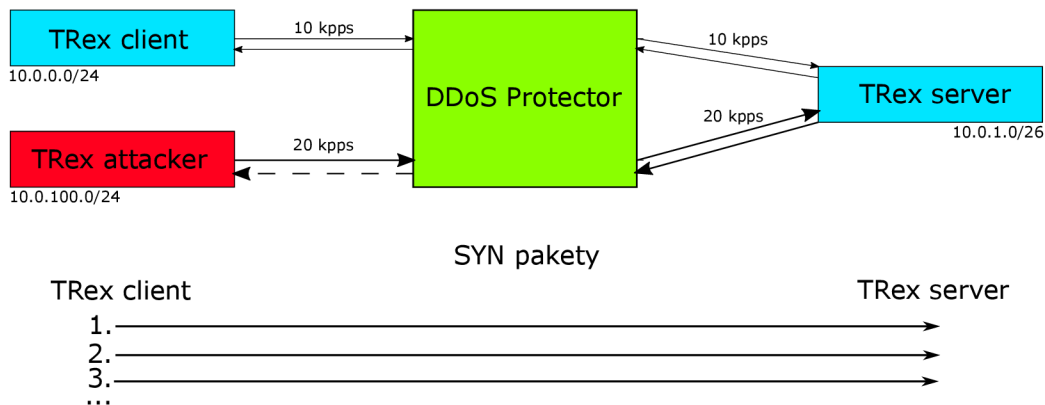 TRex client
10.0.0.0/24
10 kpps
DDoS Protector
10 kpps
TRex server
10.0.1.0/26
TRex attacker
10.0.100.0/24
20 kpps
20 kpps
SYN pakety
TRex client
TRex server
1.
2.
3.
...